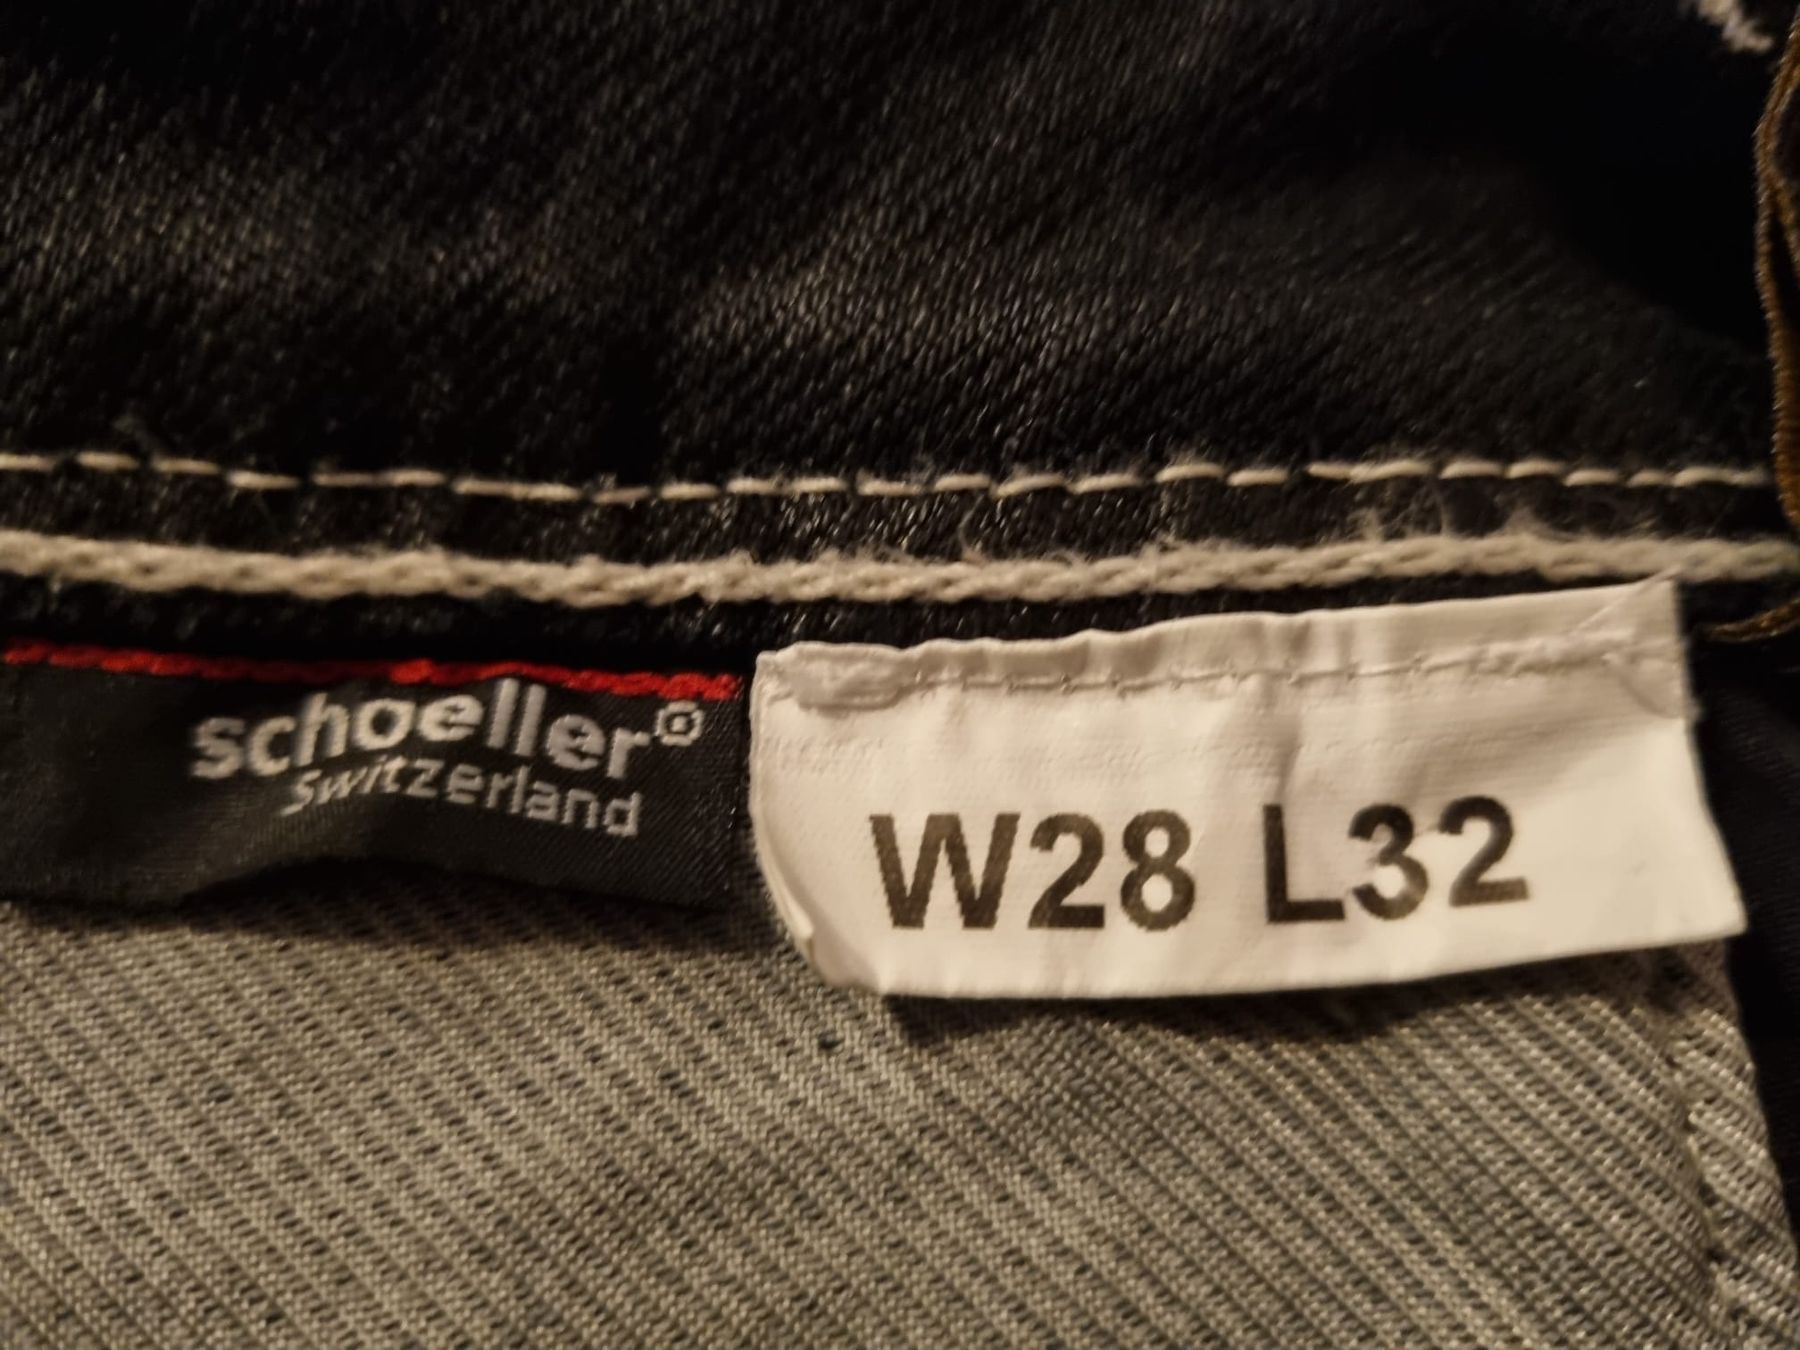 schoeller®
Switzerland
W28 L32